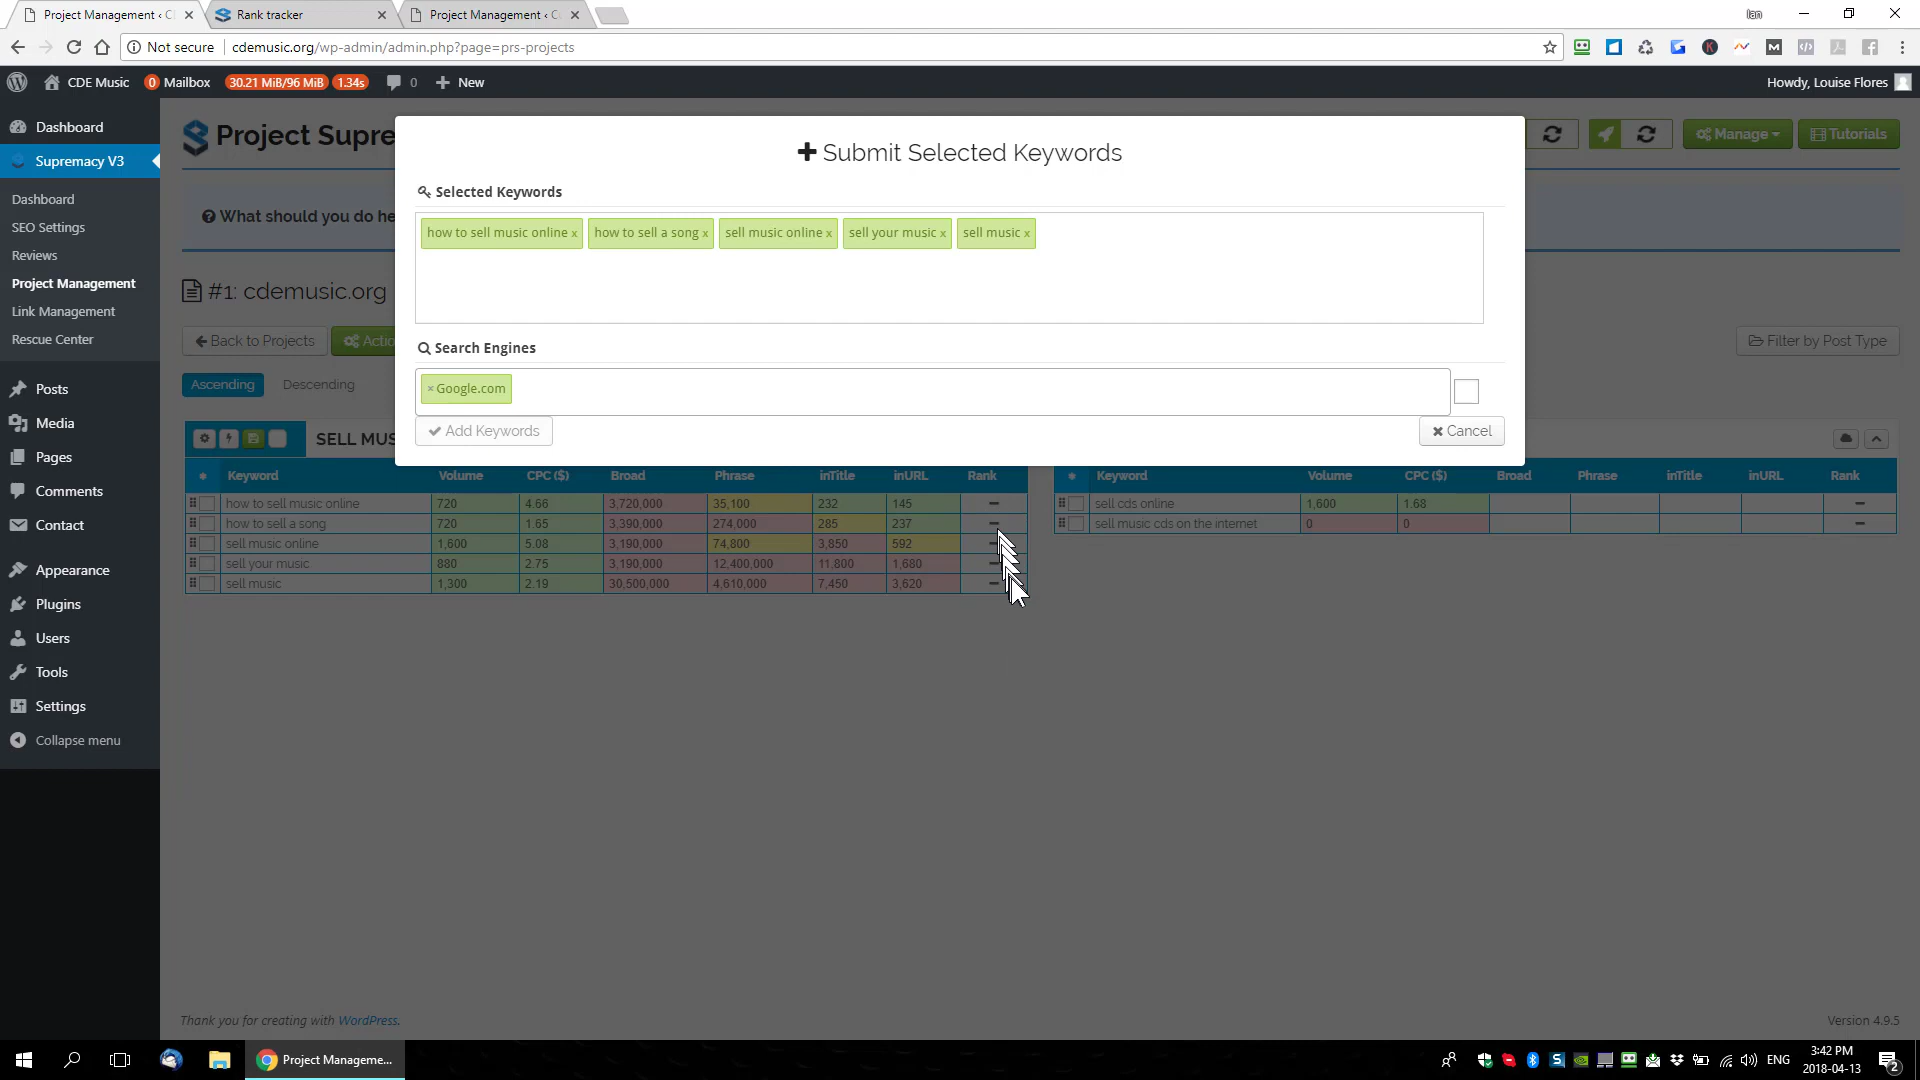 Project Management ‹ C
Rank tracker
Project Management ‹ C
Ian
Not secure
cdemusic.org/wp-admin/admin.php?page=prs-projects
CDE Music
0 Mailbox
30.21 MiB/96 MiB
1.34s
0
New
Howdy, Louise Flores
Dashboard
Supremacy V3
Dashboard
SEO Settings
Reviews
Project Management
Link Management
Rescue Center
Posts
Media
Pages
Comments
Contact
Appearance
Plugins
Users
Tools
Settings
Collapse menu
Project Supre
Manage
Tutorials
What should you do he
#1: cdemusic.org
Back to Projects
Actio
Filter by Post Type
Ascending
Descending
Submit Selected Keywords
Selected Keywords
how to sell music online x
how to sell a song x
sell music online x
sell your music x
sell music x
Search Engines
× Google.com
Add Keywords
Cancel
SELL MUS
Keyword Volume CPC ($) Broad Phrase inTitle inURL Rank
how to sell music online 720 4.66 3,720,000 35,100 232 145
how to sell a song 720 1.65 3,390,000 274,000 285 237
sell music online 1,600 5.08 3,190,000 74,800 3,850 592
sell your music 880 2.75 3,190,000 12,400,000 11,800 1,680
sell music 1,300 2.19 30,500,000 4,610,000 7,450 3,620
Keyword Volume CPC ($) Broad Phrase inTitle inURL Rank
sell cds online 1,600 1.68
sell music cds on the internet 0 0
Thank you for creating with WordPress.
Version 4.9.5
Project Manageme...
ENG
3:42 PM
2018-04-13
2